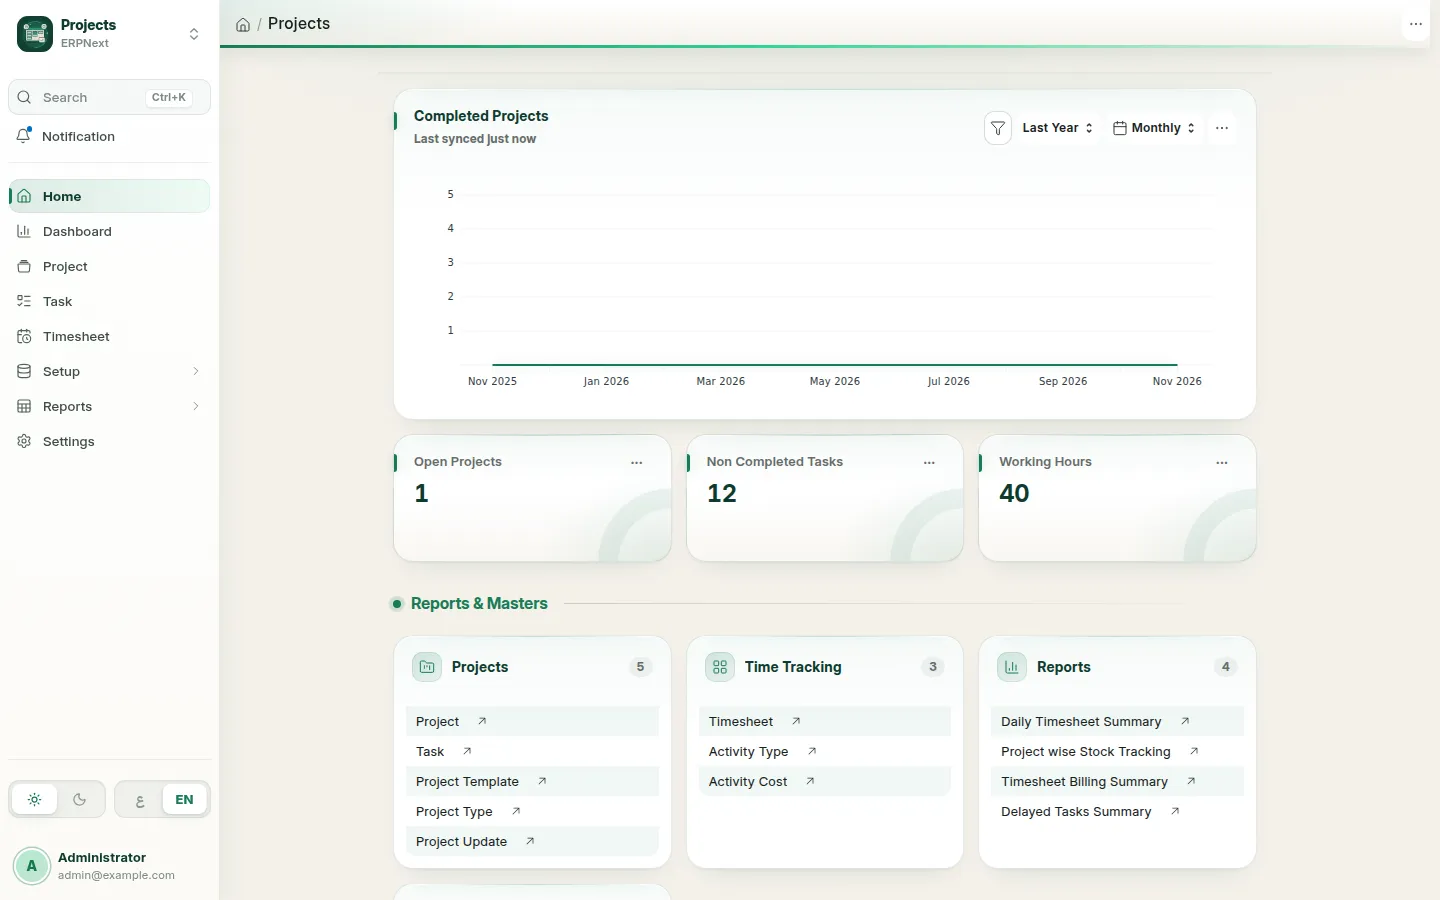 Projects
ERPNext
Search
Ctrl+K
Notification
Home
Dashboard
Project
Task
Timesheet
Setup
Reports
Settings
ع
EN
A
Administrator
admin@example.com
/ Projects
Completed Projects
Last synced just now
Last Year
Monthly
5
4
3
2
1
Nov 2025
Jan 2026
Mar 2026
May 2026
Jul 2026
Sep 2026
Nov 2026
Open Projects
1
Non Completed Tasks
12
Working Hours
40
Reports & Masters
Projects
5
Project
Task
Project Template
Project Type
Project Update
Time Tracking
3
Timesheet
Activity Type
Activity Cost
Reports
4
Daily Timesheet Summary
Project wise Stock Tracking
Timesheet Billing Summary
Delayed Tasks Summary